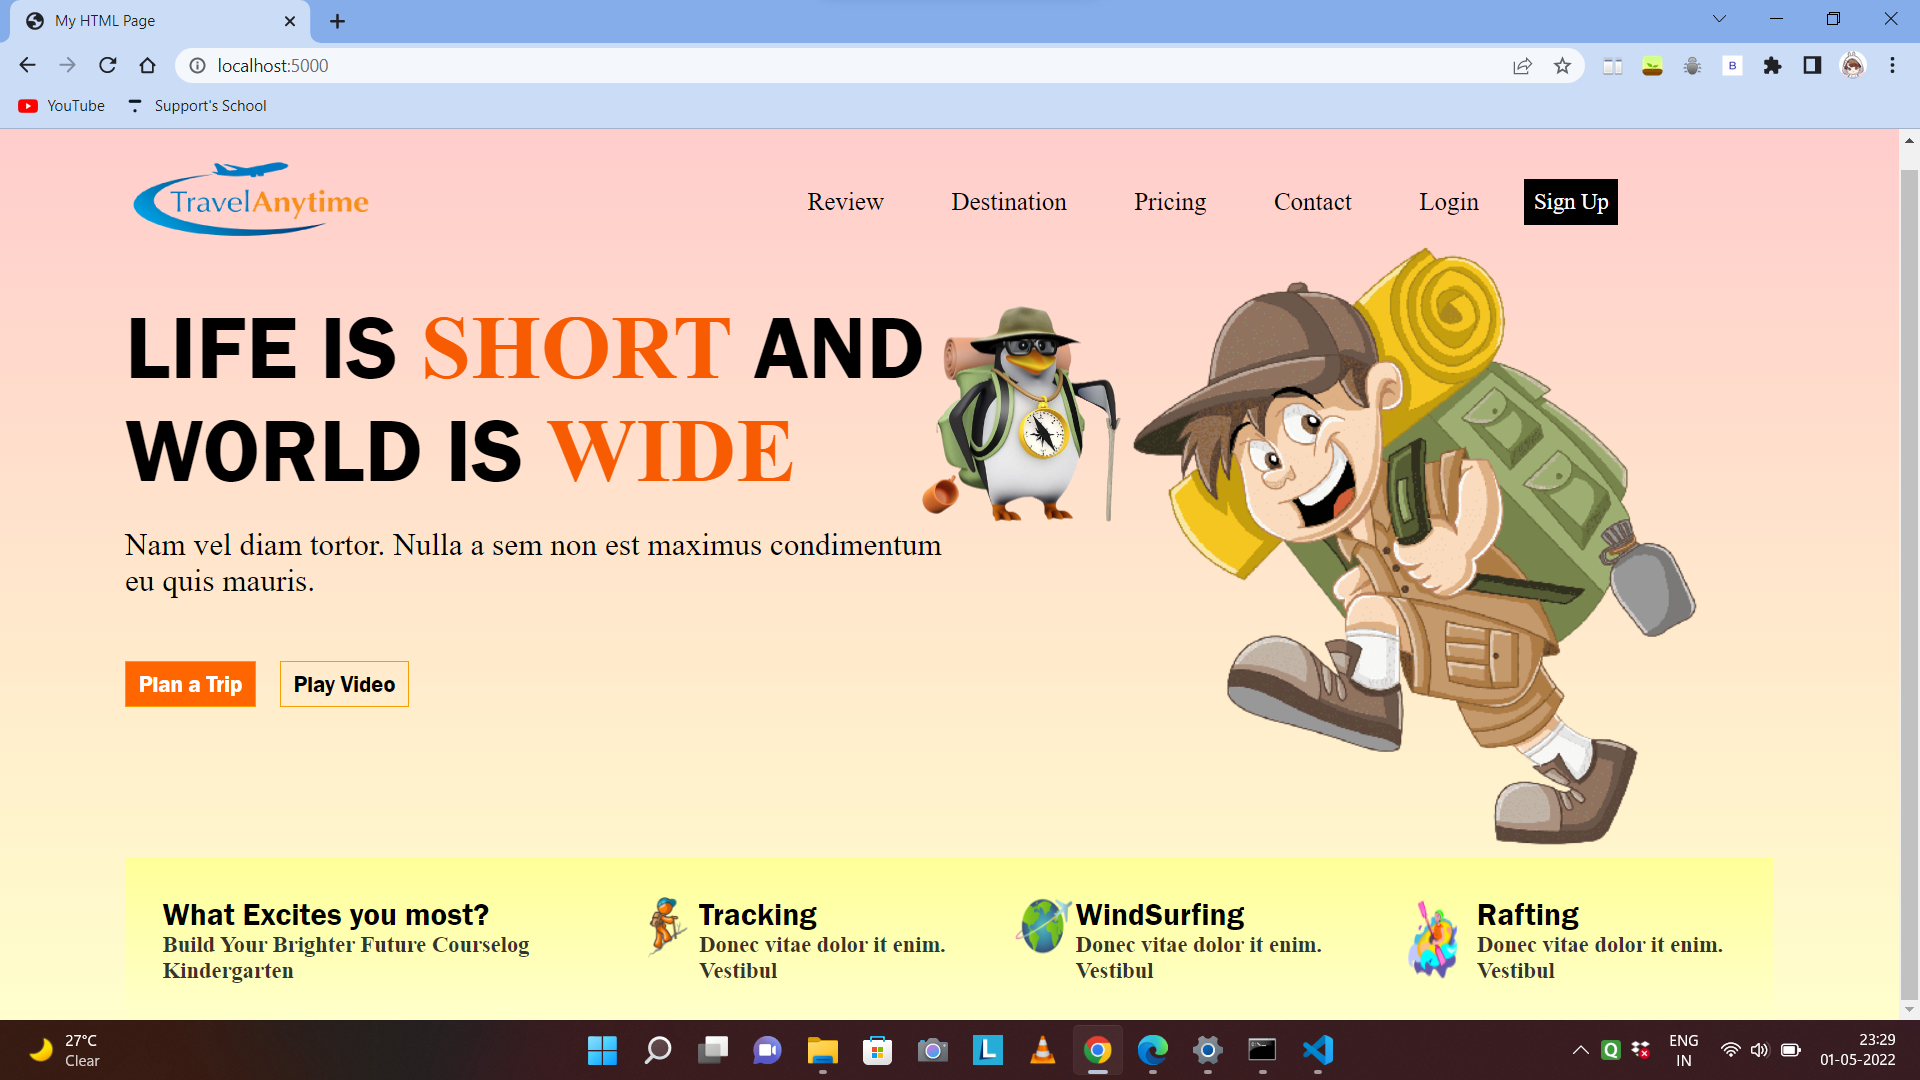 My HTML Page
localhost:5000
YouTube
Support's School
TravelAnytime
Review
Destination
Pricing
Contact
Login
Sign Up
LIFE IS SHORT AND
WORLD IS WIDE
Nam vel diam tortor. Nulla a sem non est maximus condimentum
eu quis mauris.
Plan a Trip
Play Video
What Excites you most?
Build Your Brighter Future Courselog
Kindergarten
Tracking
Donec vitae dolor it enim.
Vestibul
WindSurfing
Donec vitae dolor it enim.
Vestibul
Rafting
Donec vitae dolor it enim.
Vestibul
27°C
Clear
ENG
IN
23:29
01-05-2022